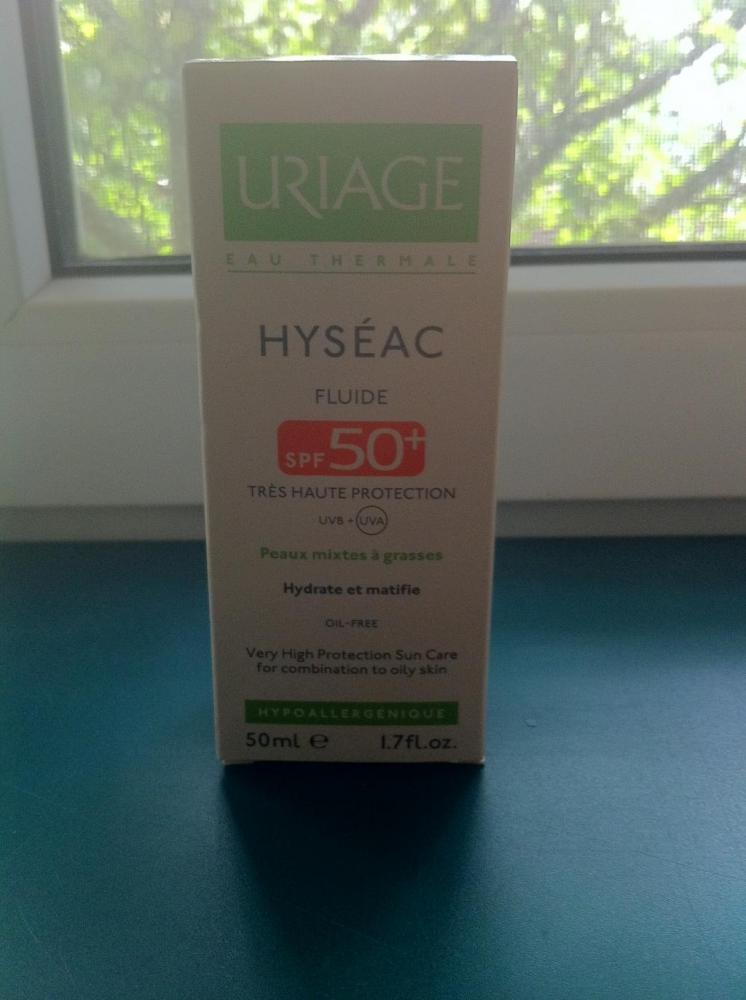 URIAGE
EAU THERMALE
HYSÉAC
FLUIDE
SPF 50+
TRÈS HAUTE PROTECTION
UVB + UVA
Peaux mixtes à grasses
Hydrate et matifie
OIL-FREE
Very High Protection Sun Care
for combination to oily skin
HYPOALLERGÉNIQUE
50ml ℮ 1.7fl.oz.